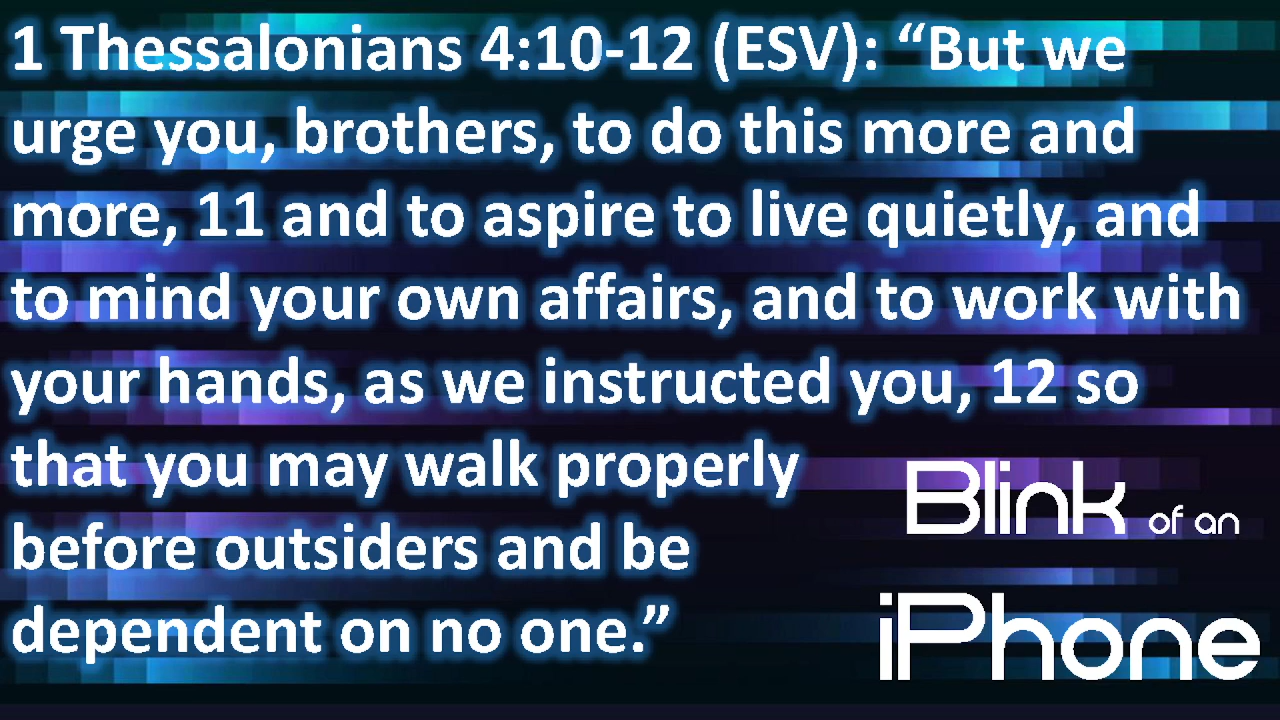 1 Thessalonians 4:10-12 (ESV): “But we
urge you, brothers, to do this more and
more, 11 and to aspire to live quietly, and
to mind your own affairs, and to work with
your hands, as we instructed you, 12 so
that you may walk properly
before outsiders and be
dependent on no one.”
Blink of an
iPhone